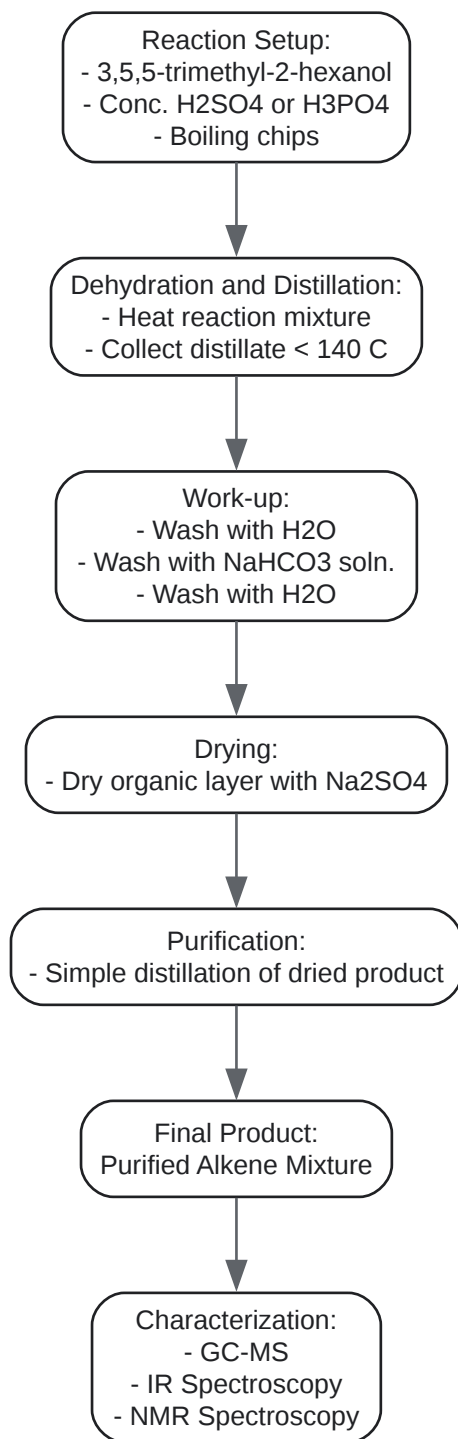 Reaction Setup:
- 3,5,5-trimethyl-2-hexanol
- Conc. H2SO4 or H3PO4
- Boiling chips
Dehydration and Distillation:
- Heat reaction mixture
- Collect distillate < 140 C
Work-up:
- Wash with H2O
- Wash with NaHCO3 soln.
- Wash with H2O
Drying:
- Dry organic layer with Na2SO4
Purification:
- Simple distillation of dried product
Final Product:
Purified Alkene Mixture
Characterization:
- GC-MS
- IR Spectroscopy
- NMR Spectroscopy